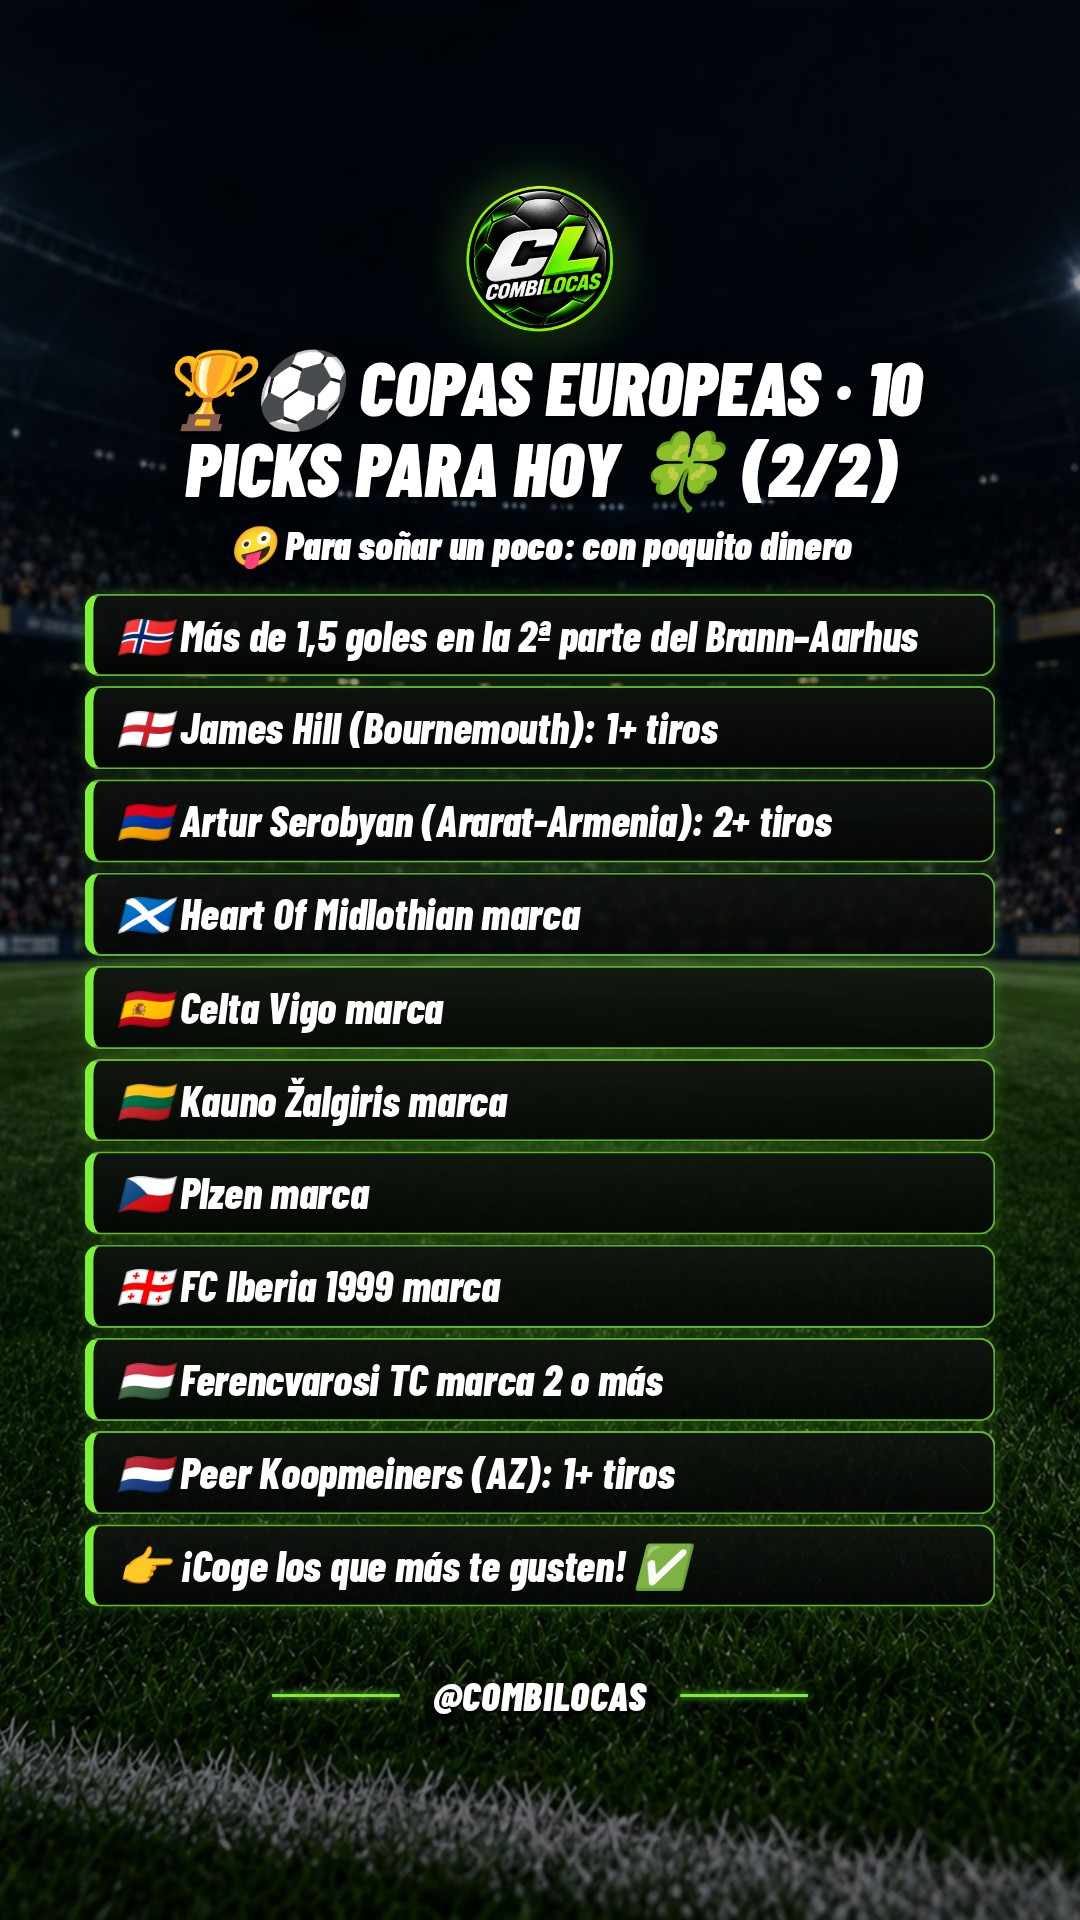 CL
COMBILOCAS
🏆⚽ COPAS EUROPEAS · 10
PICKS PARA HOY 🍀 (2/2)
🤪 Para soñar un poco: con poquito dinero
🇳🇴 Más de 1,5 goles en la 2ª parte del Brann-Aarhus
🏴󠁧󠁢󠁥󠁮󠁧󠁿 James Hill (Bournemouth): 1+ tiros
🇦🇲 Artur Serobyan (Ararat-Armenia): 2+ tiros
🏴󠁧󠁢󠁳󠁣󠁴󠁿 Heart Of Midlothian marca
🇪🇸 Celta Vigo marca
🇱🇹 Kauno Žalgiris marca
🇨🇿 Plzen marca
🇬🇪 FC Iberia 1999 marca
🇭🇺 Ferencvarosi TC marca 2 o más
🇳🇱 Peer Koopmeiners (AZ): 1+ tiros
👉 ¡Coge los que más te gusten! ✅
@COMBILOCAS